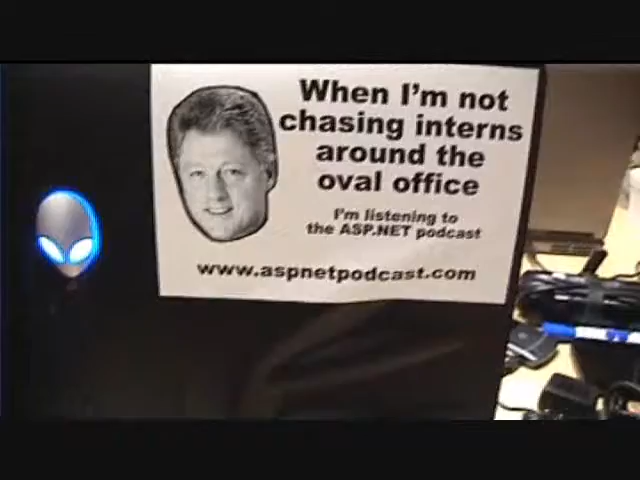 When I'm not
chasing interns
around the
oval office
I'm listening to
the ASP.NET podcast
www.aspnetpodcast.com